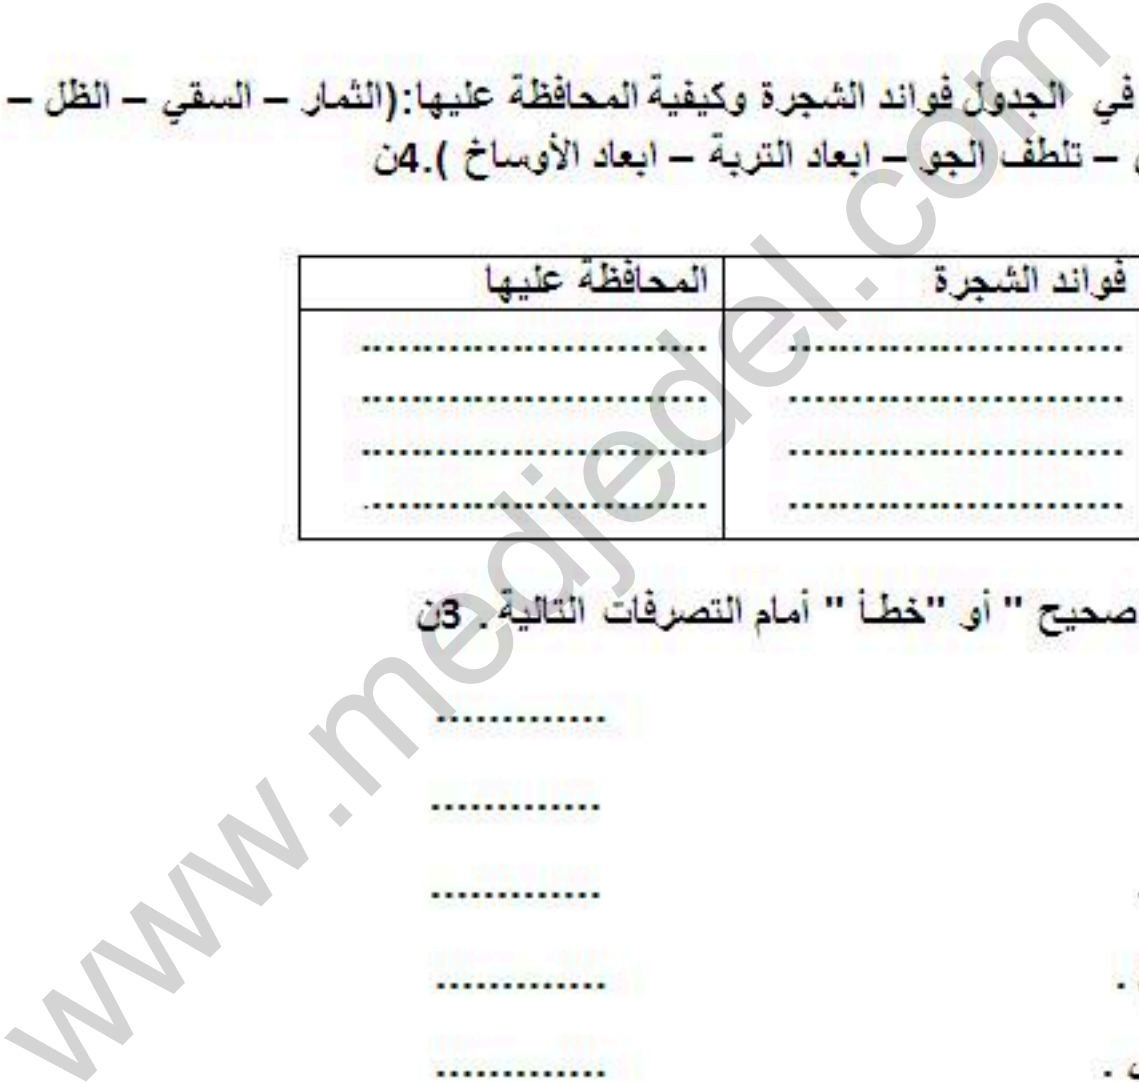 في الجدول فوائد الشجرة وكيفية المحافظة عليها:(الثمار – السقي – الظل –
– تلطف الجو – ابعاد التربة – ابعاد الأوساخ ).4ن
فوائد الشجرة المحافظة عليها
.......................... ..........................
.......................... ..........................
.......................... ..........................
.......................... ..........................
صحيح " أو "خطأ " أمام التصرفات التالية . 3ن
.............
.............
.............
. .............
. .............
www.medjedel.com